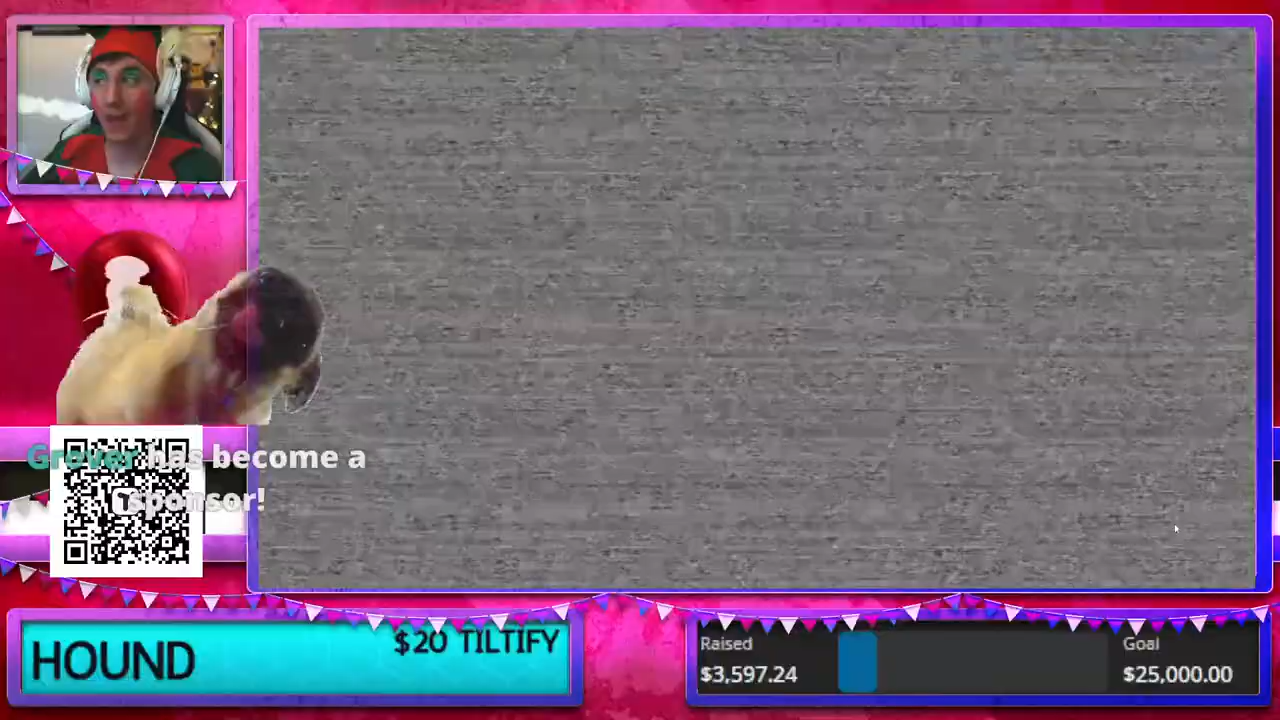 Grover has become a
sponsor!
HOUND
$20 TILTIFY
Raised
$3,597.24
Goal
$25,000.00